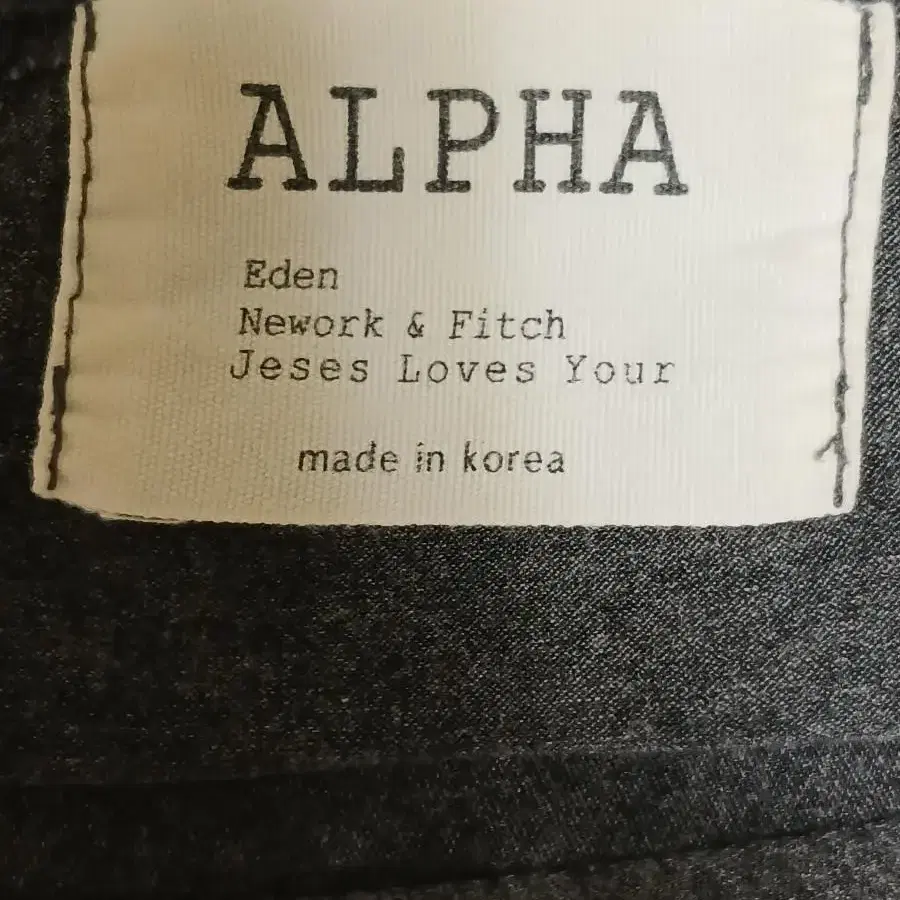 ALPHA
Eden
Nework & Fitch
Jeses Loves Your
made in korea